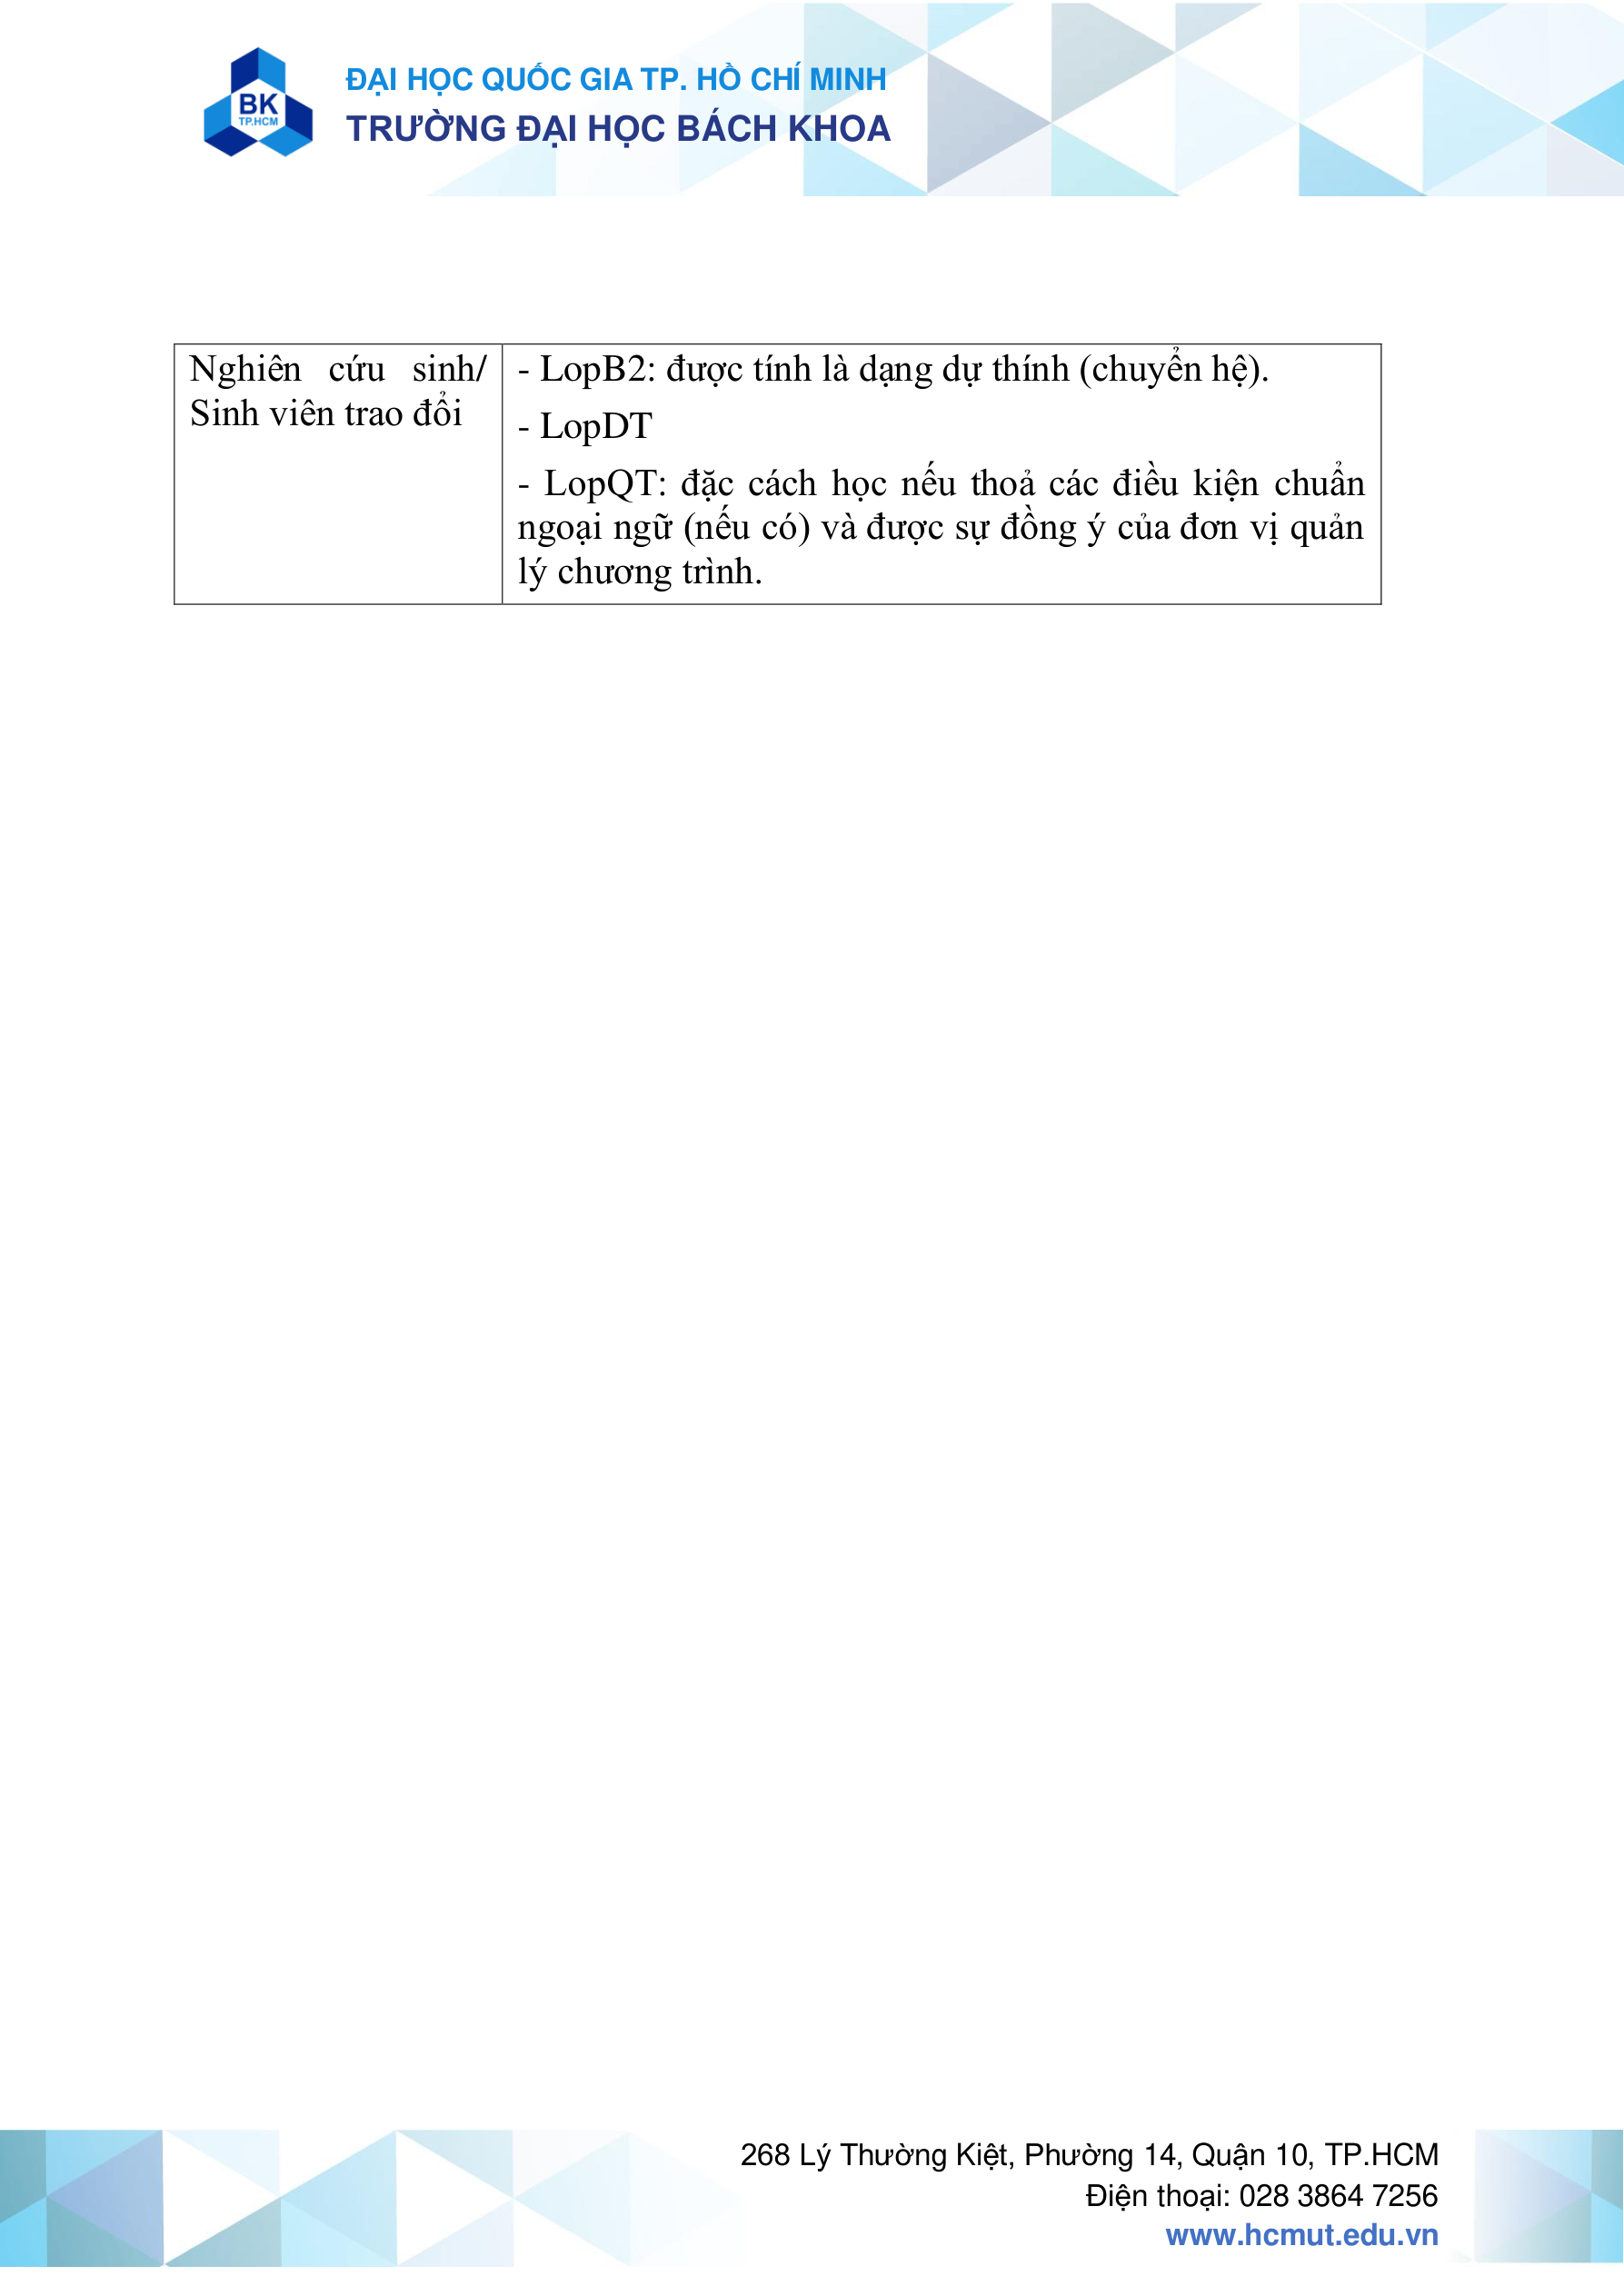 BK
TP.HCM
ĐẠI HỌC QUỐC GIA TP. HỒ CHÍ MINH
TRƯỜNG ĐẠI HỌC BÁCH KHOA
Nghiên cứu sinh/
Sinh viên trao đổi
- LopB2: được tính là dạng dự thính (chuyển hệ).
- LopDT
- LopQT: đặc cách học nếu thoả các điều kiện chuẩn
ngoại ngữ (nếu có) và được sự đồng ý của đơn vị quản
lý chương trình.
268 Lý Thường Kiệt, Phường 14, Quận 10, TP.HCM
Điện thoại: 028 3864 7256
www.hcmut.edu.vn